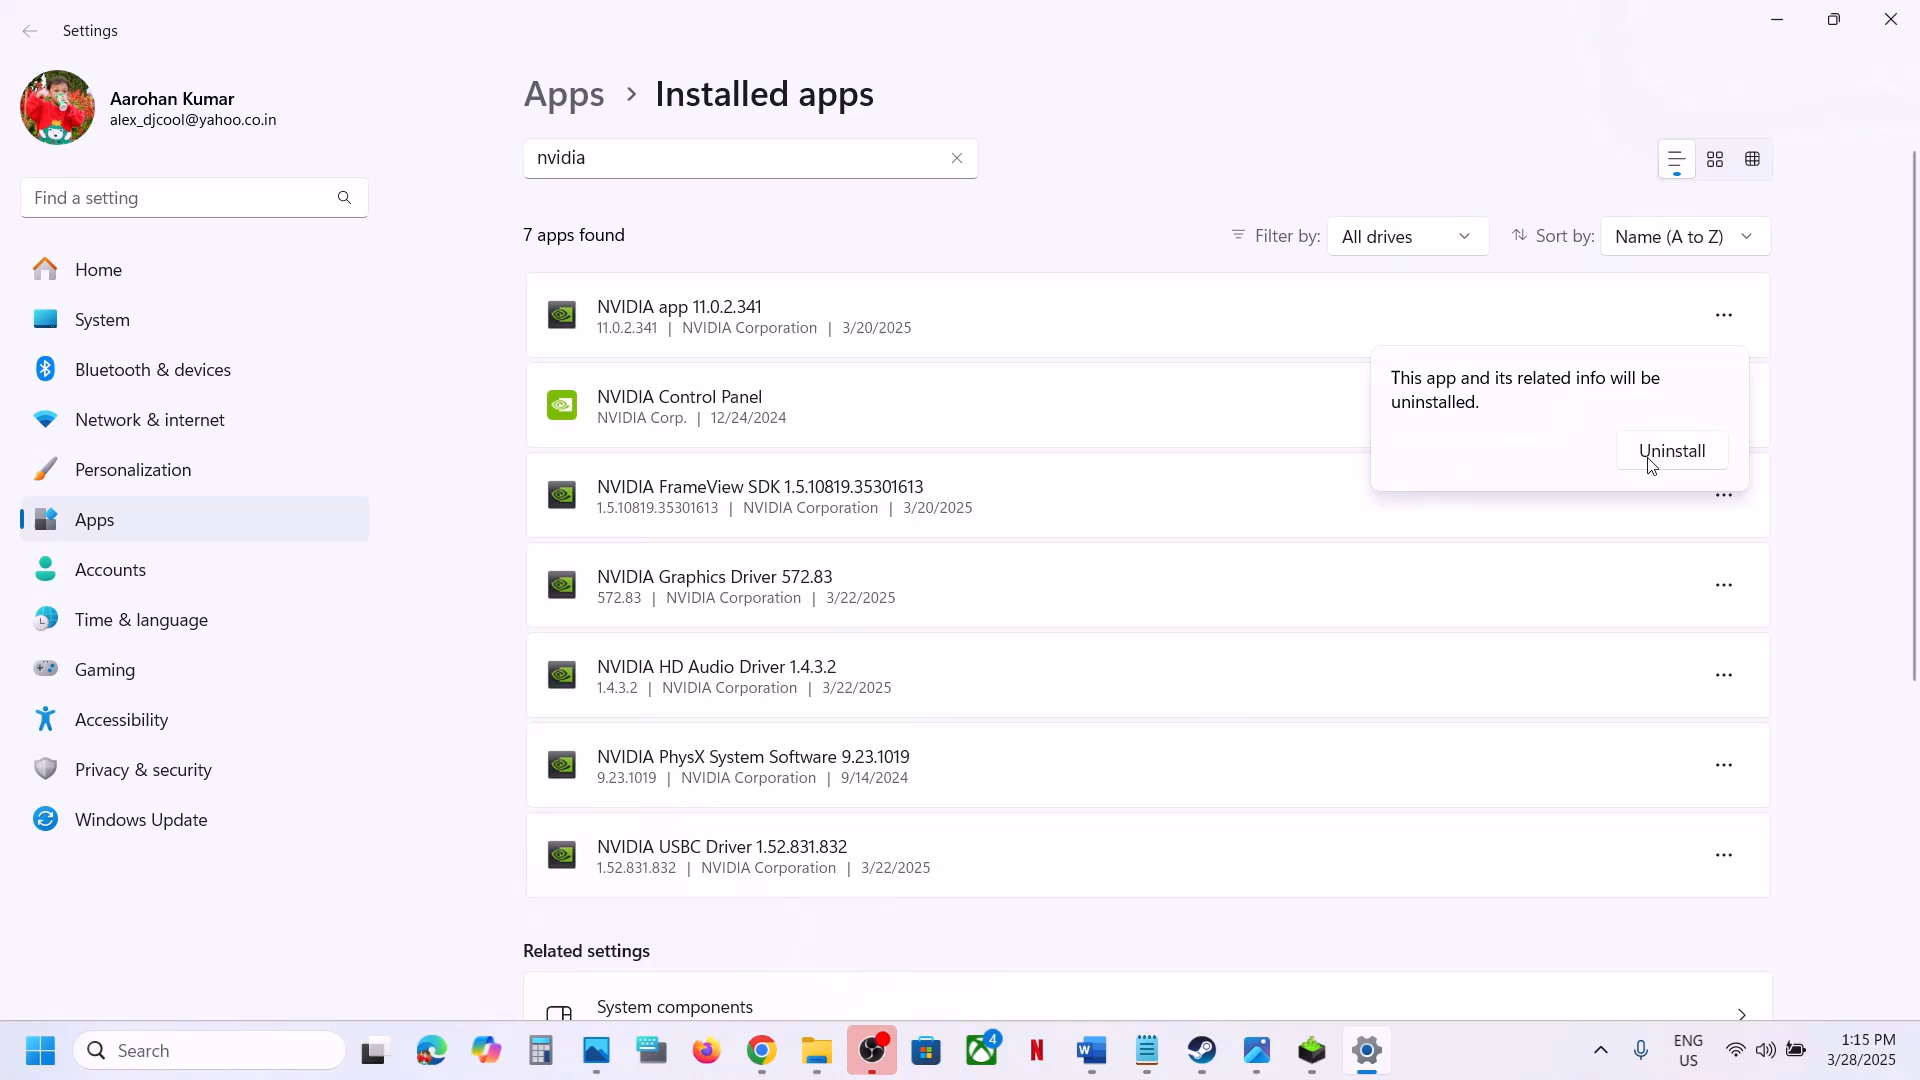 Settings
Aarohan Kumar
alex_djcool@yahoo.co.in
Find a setting
Home
System
Bluetooth & devices
Network & internet
Personalization
Apps
Accounts
Time & language
Gaming
Accessibility
Privacy & security
Windows Update
Apps > Installed apps
nvidia
7 apps found
Filter by: All drives
Sort by: Name (A to Z)
NVIDIA app 11.0.2.341
11.0.2.341 | NVIDIA Corporation | 3/20/2025
NVIDIA Control Panel
NVIDIA Corp. | 12/24/2024
This app and its related info will be
uninstalled.
Uninstall
NVIDIA FrameView SDK 1.5.10819.35301613
1.5.10819.35301613 | NVIDIA Corporation | 3/20/2025
NVIDIA Graphics Driver 572.83
572.83 | NVIDIA Corporation | 3/22/2025
NVIDIA HD Audio Driver 1.4.3.2
1.4.3.2 | NVIDIA Corporation | 3/22/2025
NVIDIA PhysX System Software 9.23.1019
9.23.1019 | NVIDIA Corporation | 9/14/2024
NVIDIA USBC Driver 1.52.831.832
1.52.831.832 | NVIDIA Corporation | 3/22/2025
Related settings
System components
Search
4
N
W
ENG
US
1:15 PM
3/28/2025